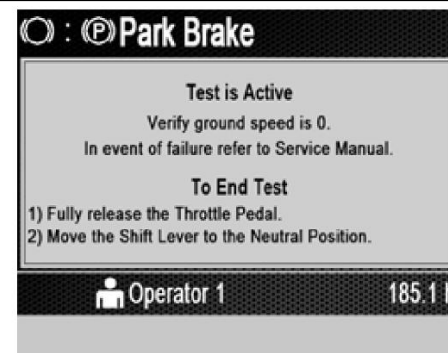 : (P) Park Brake
Test is Active
Verify ground speed is 0.
In event of failure refer to Service Manual.
To End Test
1) Fully release the Throttle Pedal.
2) Move the Shift Lever to the Neutral Position.
Operator 1
185.1